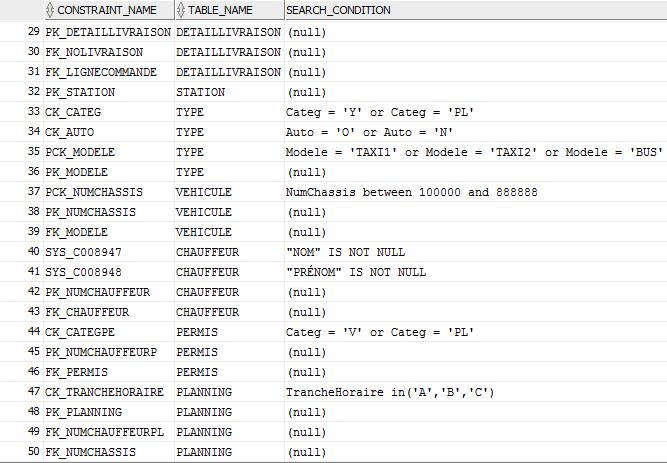 CONSTRAINT_NAME TABLE_NAME SEARCH_CONDITION
29 PK_DETAILLIVRAISON DETAILLIVRAISON (null)
30 FK_NOLIVRAISON DETAILLIVRAISON (null)
31 FK_LIGNECOMMANDE DETAILLIVRAISON (null)
32 PK_STATION STATION (null)
33 CK_CATEG TYPE Categ = 'Y' or Categ = 'PL'
34 CK_AUTO TYPE Auto = 'O' or Auto = 'N'
35 PCK_MODELE TYPE Modele = 'TAXI1' or Modele = 'TAXI2' or Modele = 'BUS'
36 PK_MODELE TYPE (null)
37 PCK_NUMCHASSIS VEHICULE NumChassis between 100000 and 888888
38 PK_NUMCHASSIS VEHICULE (null)
39 FK_MODELE VEHICULE (null)
40 SYS_C008947 CHAUFFEUR "NOM" IS NOT NULL
41 SYS_C008948 CHAUFFEUR "PRÉNOM" IS NOT NULL
42 PK_NUMCHAUFFEUR CHAUFFEUR (null)
43 FK_CHAUFFEUR CHAUFFEUR (null)
44 CK_CATEGPE PERMIS Categ = 'V' or Categ = 'PL'
45 PK_NUMCHAUFFEURP PERMIS (null)
46 FK_PERMIS PERMIS (null)
47 CK_TRANCHEHORAIRE PLANNING TrancheHoraire in('A','B','C')
48 PK_PLANNING PLANNING (null)
49 FK_NUMCHAUFFEURPL PLANNING (null)
50 FK_NUMCHASSIS PLANNING (null)